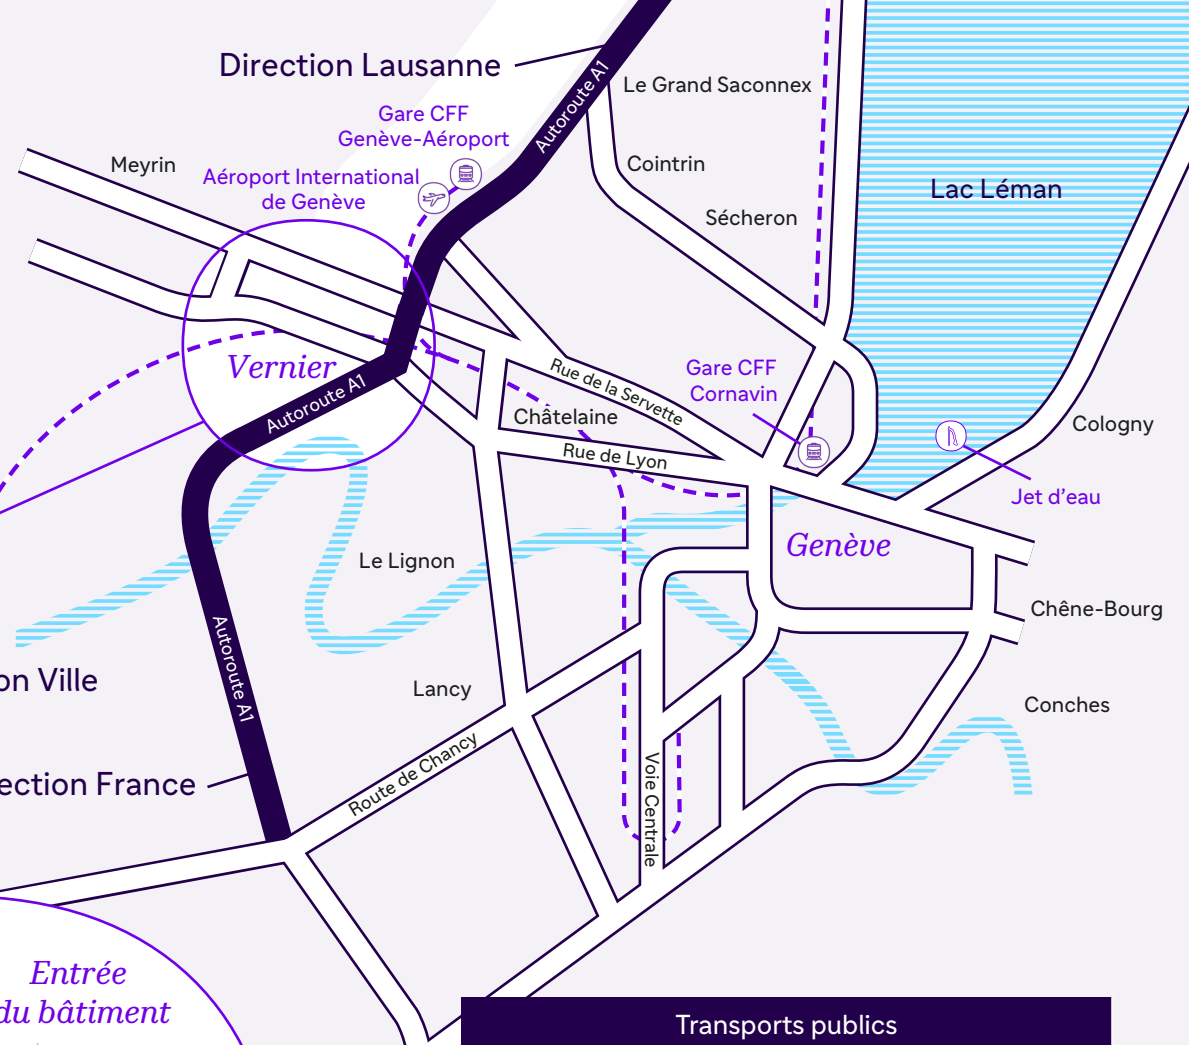 Direction Lausanne
Autoroute A1
Le Grand Saconnex
Gare CFF
Genève-Aéroport
Meyrin
Aéroport International
de Genève
Cointrin
Sécheron
Lac Léman
Vernier
Autoroute A1
Rue de la Servette
Gare CFF
Cornavin
Châtelaine
Rue de Lyon
Cologny
Jet d'eau
Genève
Le Lignon
Chêne-Bourg
Autoroute A1
on Ville
Lancy
Conches
Route de Chancy
Voie Centrale
ection France
Entrée
du bâtiment
Transports publics